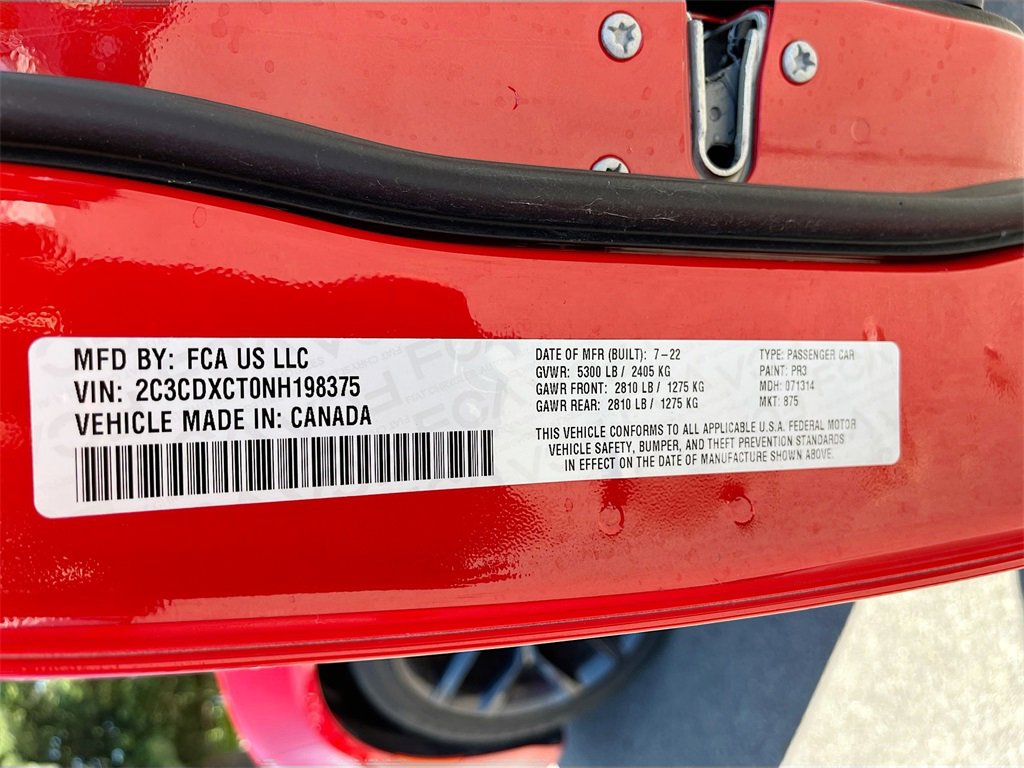 MFD BY: FCA US LLC
VIN: 2C3CDXCT0NH198375
VEHICLE MADE IN: CANADA
DATE OF MFR (BUILT): 7-22
GVWR: 5300 LB / 2405 KG
GAWR FRONT: 2810 LB / 1275 KG
GAWR REAR: 2810 LB / 1275 KG
TYPE: PASSENGER CAR
PAINT: PR3
MDH: 071314
MKT: 875
THIS VEHICLE CONFORMS TO ALL APPLICABLE U.S.A. FEDERAL MOTOR
VEHICLE SAFETY, BUMPER, AND THEFT PREVENTION STANDARDS
IN EFFECT ON THE DATE OF MANUFACTURE SHOWN ABOVE.